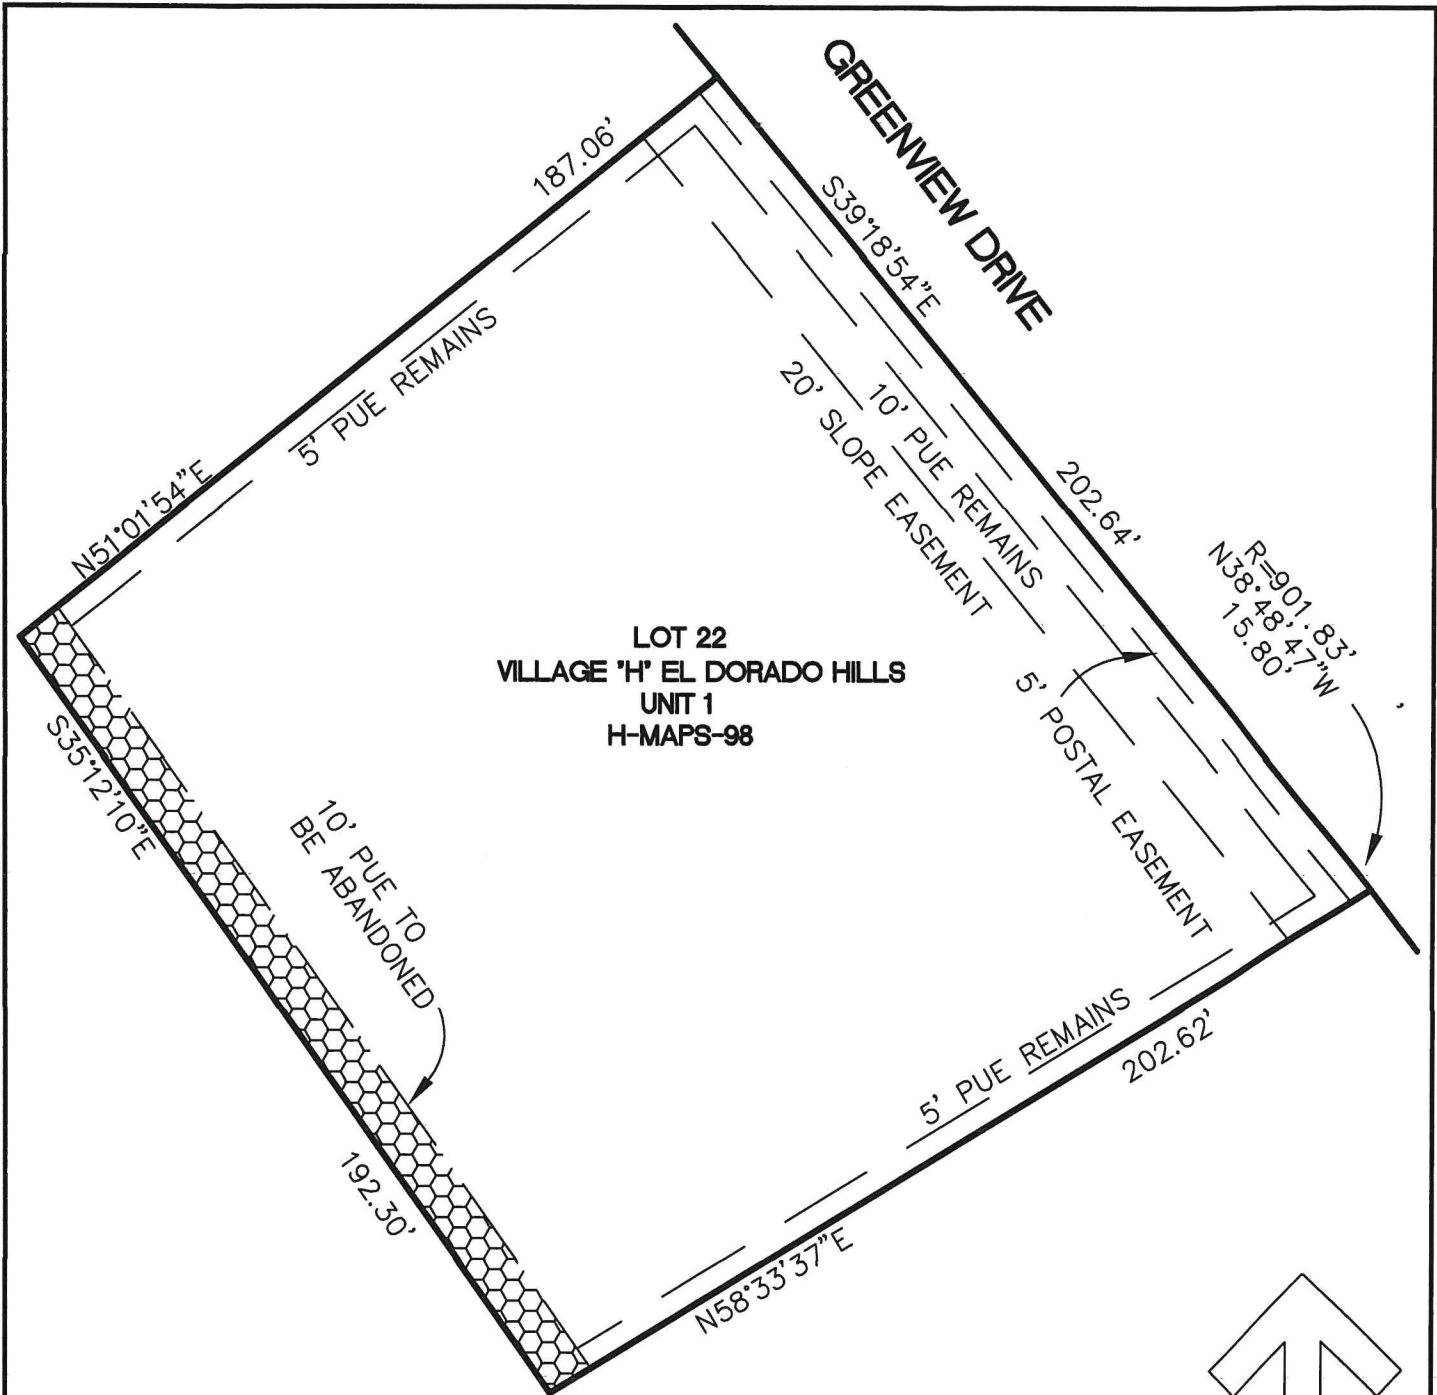 GREENVIEW DRIVE
187.06'
S39°18'54"E
5' PUE REMAINS
N51°01'54"E
20' SLOPE EASEMENT
10' PUE REMAINS
202.64'
R=901.83'
N38°48'47"W
15.80'
LOT 22
VILLAGE 'H' EL DORADO HILLS
UNIT 1
H-MAPS-98
5' POSTAL EASEMENT
S35°12'10"E
10' PUE TO
BE ABANDONED
5' PUE REMAINS
202.62'
192.30'
N58°33'37"E